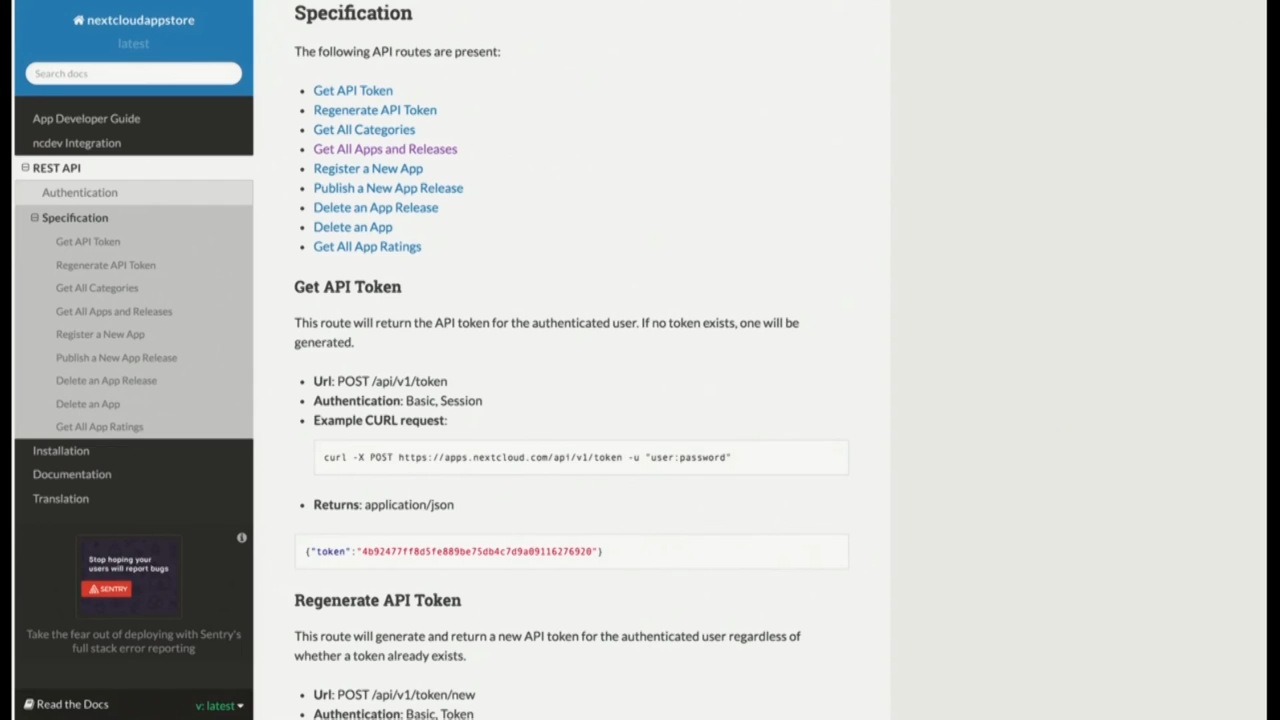 nextcloudappstore
latest
Search docs
App Developer Guide
ncdev Integration
REST API
Authentication
Specification
Get API Token
Regenerate API Token
Get All Categories
Get All Apps and Releases
Register a New App
Publish a New App Release
Delete an App Release
Delete an App
Get All App Ratings
Installation
Documentation
Translation
Stop hoping your
users will report bugs
SENTRY
Take the fear out of deploying with Sentry's
full stack error reporting
Read the Docs
v: latest
Specification
The following API routes are present:
• Get API Token
• Regenerate API Token
• Get All Categories
• Get All Apps and Releases
• Register a New App
• Publish a New App Release
• Delete an App Release
• Delete an App
• Get All App Ratings
Get API Token
This route will return the API token for the authenticated user. If no token exists, one will be
generated.
• Url: POST /api/v1/token
• Authentication: Basic, Session
• Example CURL request:
curl -X POST https://apps.nextcloud.com/api/v1/token -u "user:password"
• Returns: application/json
{"token":"4b92477ff8d5fe889be75db4c7d9a09116276920"}
Regenerate API Token
This route will generate and return a new API token for the authenticated user regardless of
whether a token already exists.
• Url: POST /api/v1/token/new
• Authentication: Basic, Token